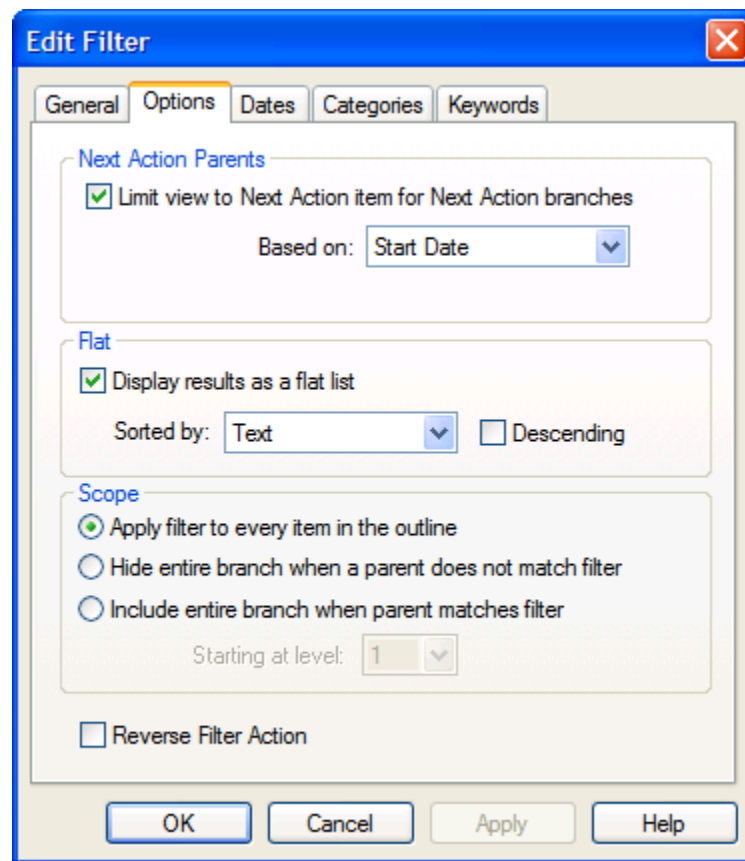 Edit Filter
General Options Dates Categories Keywords
Next Action Parents
Limit view to Next Action item for Next Action branches
Based on: Start Date
Flat
Display results as a flat list
Sorted by: Text Descending
Scope
Apply filter to every item in the outline
Hide entire branch when a parent does not match filter
Include entire branch when parent matches filter
Starting at level: 1
Reverse Filter Action
OK Cancel Apply Help